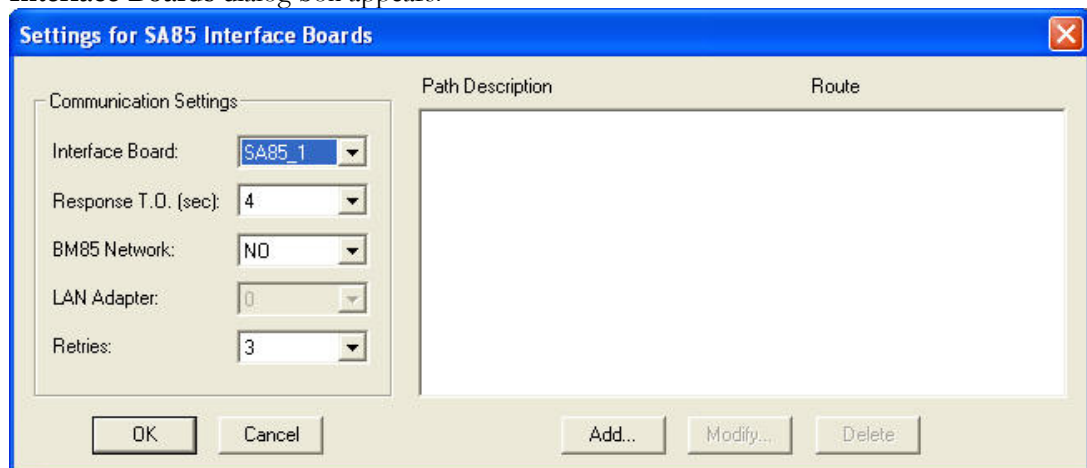 Interface Boards dialog box appears.
Settings for SA85 Interface Boards
Communication Settings
Interface Board: SA85_1
Response T.O. (sec): 4
BM85 Network: NO
LAN Adapter: 0
Retries: 3
OK Cancel
Path Description Route
Add... Modify... Delete